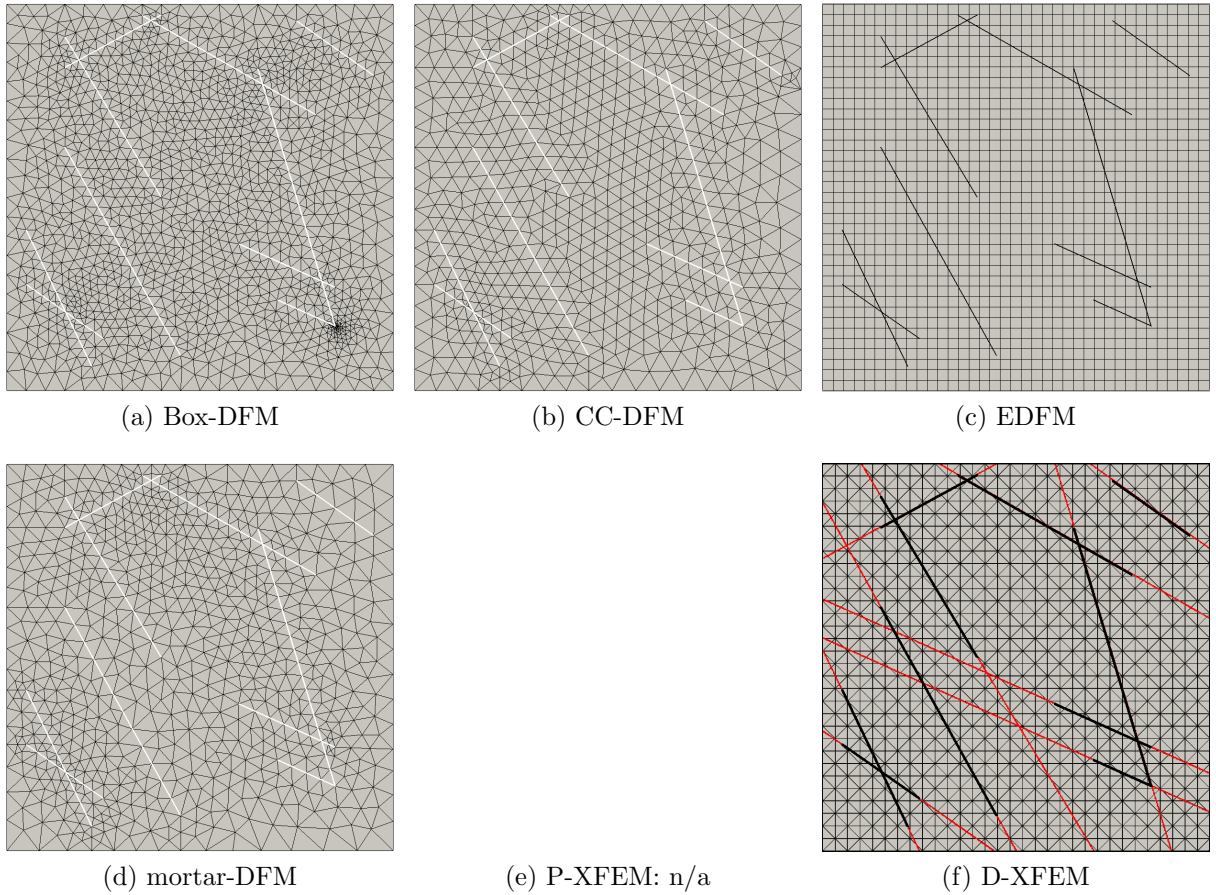 (a) Box-DFM
(b) CC-DFM
(c) EDFM
(d) mortar-DFM
(e) P-XFEM: n/a
(f) D-XFEM